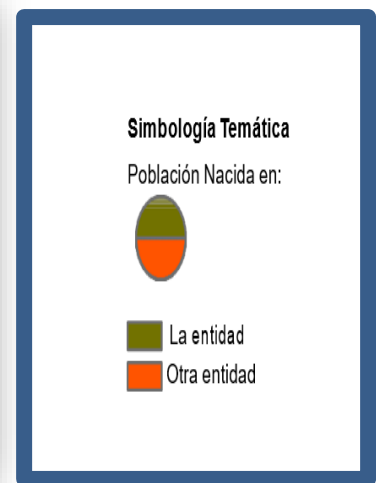 Simbología Temática
Población Nacida en:
La entidad
Otra entidad